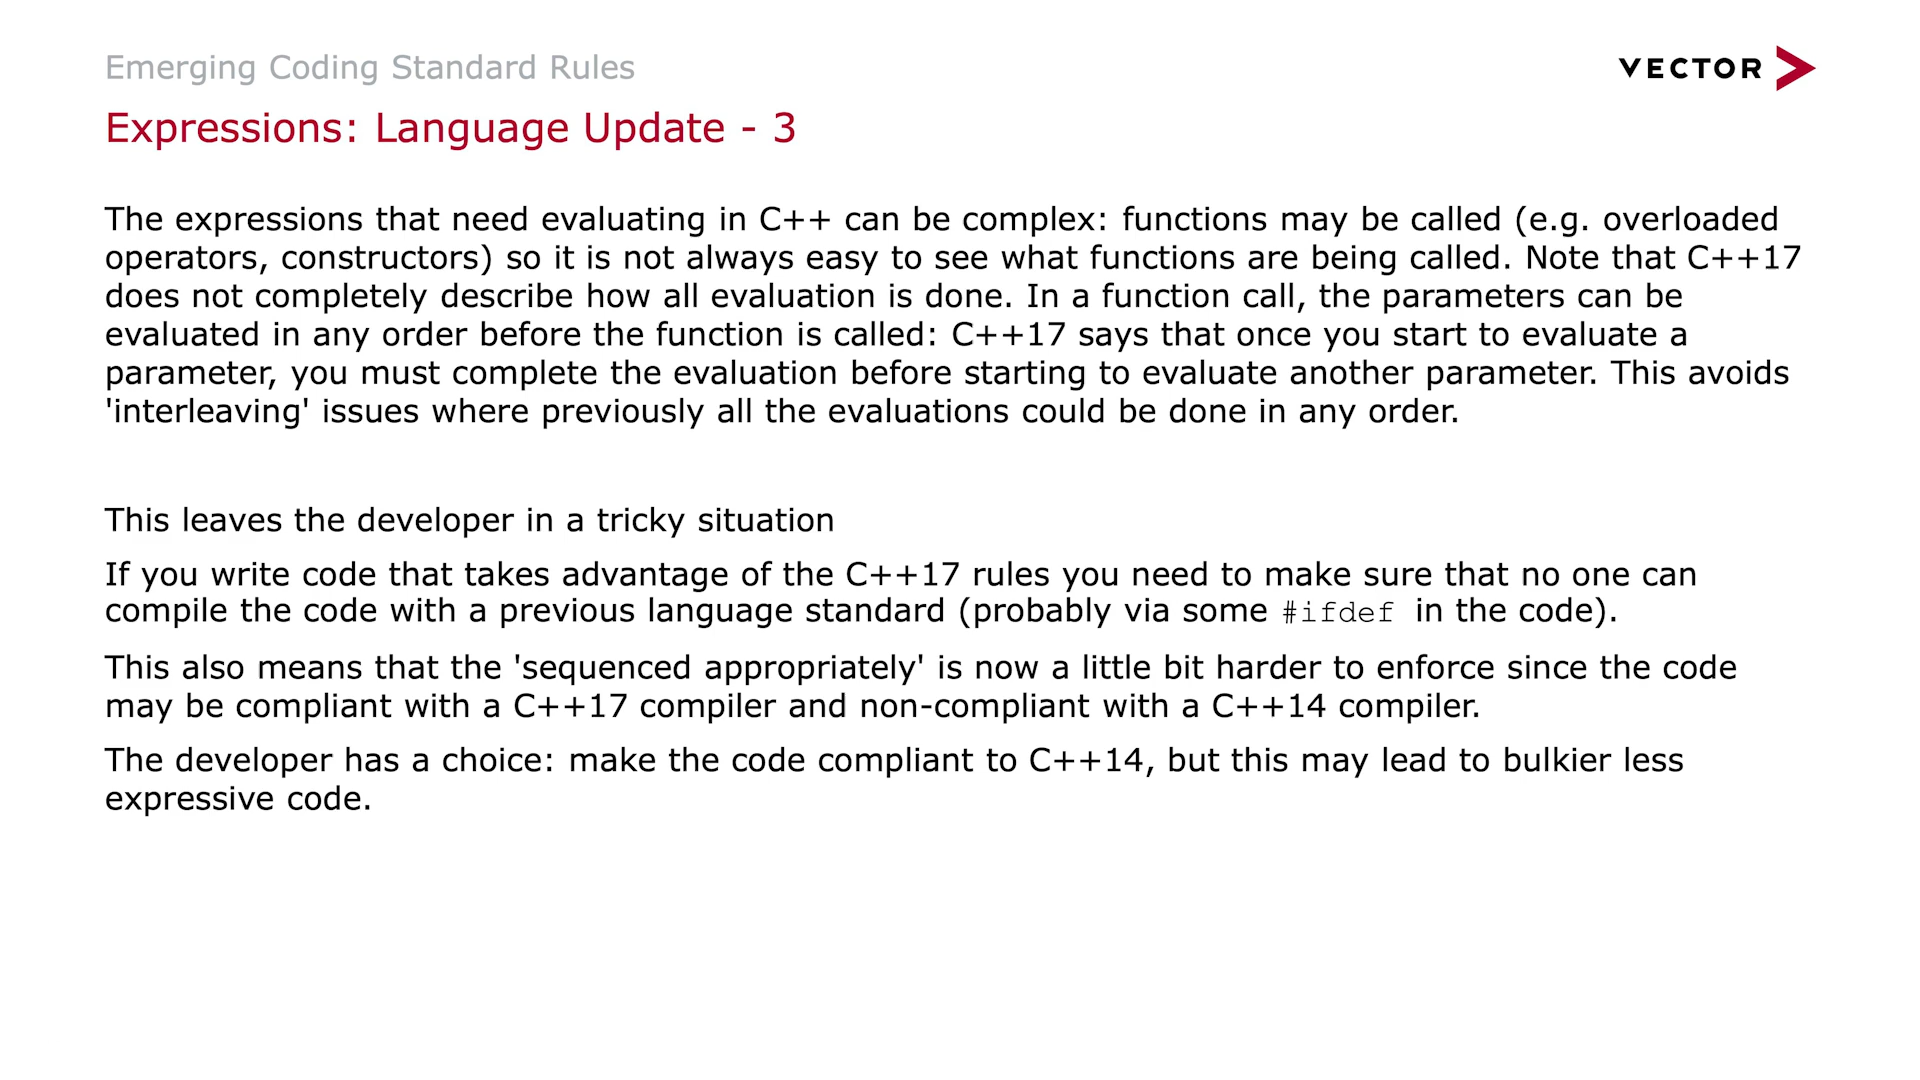 Emerging Coding Standard Rules
VECTOR
Expressions: Language Update - 3
The expressions that need evaluating in C++ can be complex: functions may be called (e.g. overloaded
operators, constructors) so it is not always easy to see what functions are being called. Note that C++17
does not completely describe how all evaluation is done. In a function call, the parameters can be
evaluated in any order before the function is called: C++17 says that once you start to evaluate a
parameter, you must complete the evaluation before starting to evaluate another parameter. This avoids
'interleaving' issues where previously all the evaluations could be done in any order.
This leaves the developer in a tricky situation
If you write code that takes advantage of the C++17 rules you need to make sure that no one can
compile the code with a previous language standard (probably via some #ifdef in the code).
This also means that the 'sequenced appropriately' is now a little bit harder to enforce since the code
may be compliant with a C++17 compiler and non-compliant with a C++14 compiler.
The developer has a choice: make the code compliant to C++14, but this may lead to bulkier less
expressive code.